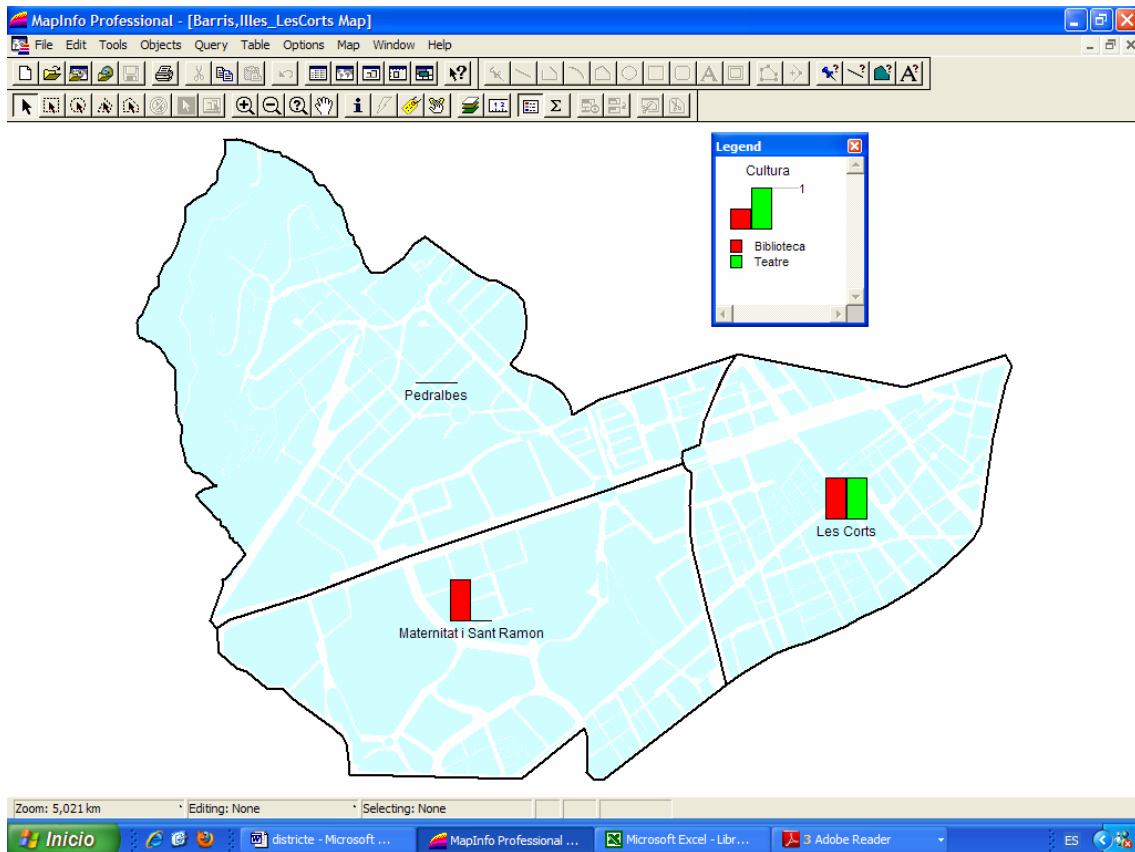 MapInfo Professional - [Barris,Illes_LesCorts Map]
File Edit Tools Objects Query Table Options Map Window Help
Legend
Cultura
1
Biblioteca
Teatre
Pedralbes
Les Corts
Maternitat i Sant Ramon
Zoom: 5,021 km Editing: None Selecting: None
Inicio districte - Microsoft ... MapInfo Professional ... Microsoft Excel - Libr... 3 Adobe Reader ES